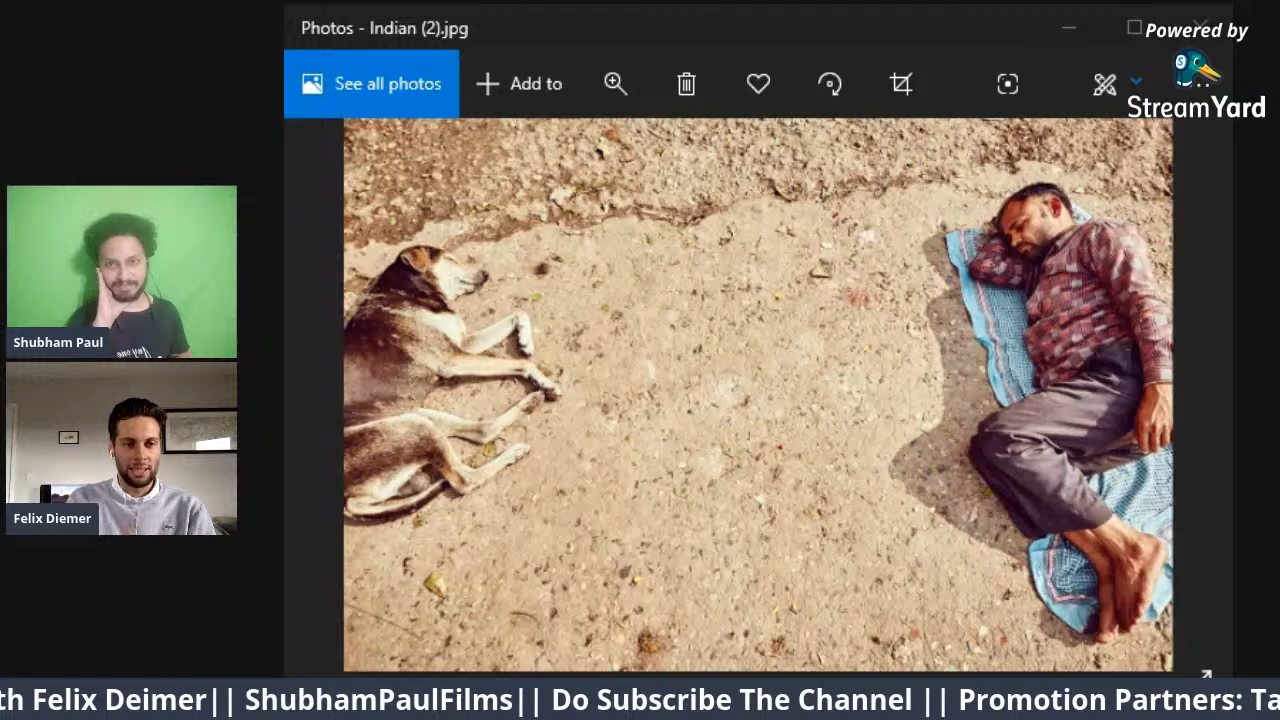 Photos - Indian (2).jpg
Powered by
See all photos
Add to
StreamYard
Shubham Paul
Felix Diemer
th Felix Deimer|| ShubhamPaulFilms|| Do Subscribe The Channel || Promotion Partners: Ta